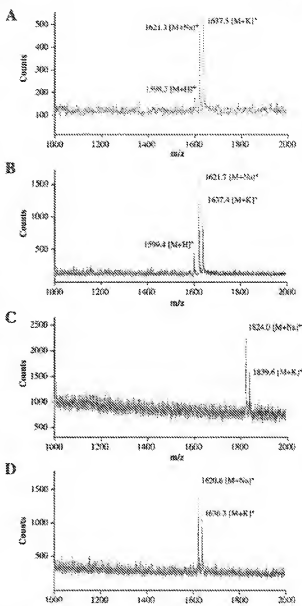 A
1637.5 [M+K]⁺
1621.3 [M+Na]⁺
500
400
300
200
100
Counts
1000 1200 1400 1600 1800 2000
m/z
B
1621.7 [M+Na]⁺
1637.4 [M+K]⁺
1599.4 [M+H]⁺
1500
1000
500
Counts
1000 1200 1400 1600 1800 2000
m/z
C
1824.0 [M+Na]⁺
1839.6 [M+K]⁺
2500
2000
1500
1000
500
Counts
1000 1200 1400 1600 1800 2000
m/z
D
1620.6 [M+Na]⁺
1636.3 [M+K]⁺
1500
1000
500
Counts
1000 1200 1400 1600 1800 2000
m/z